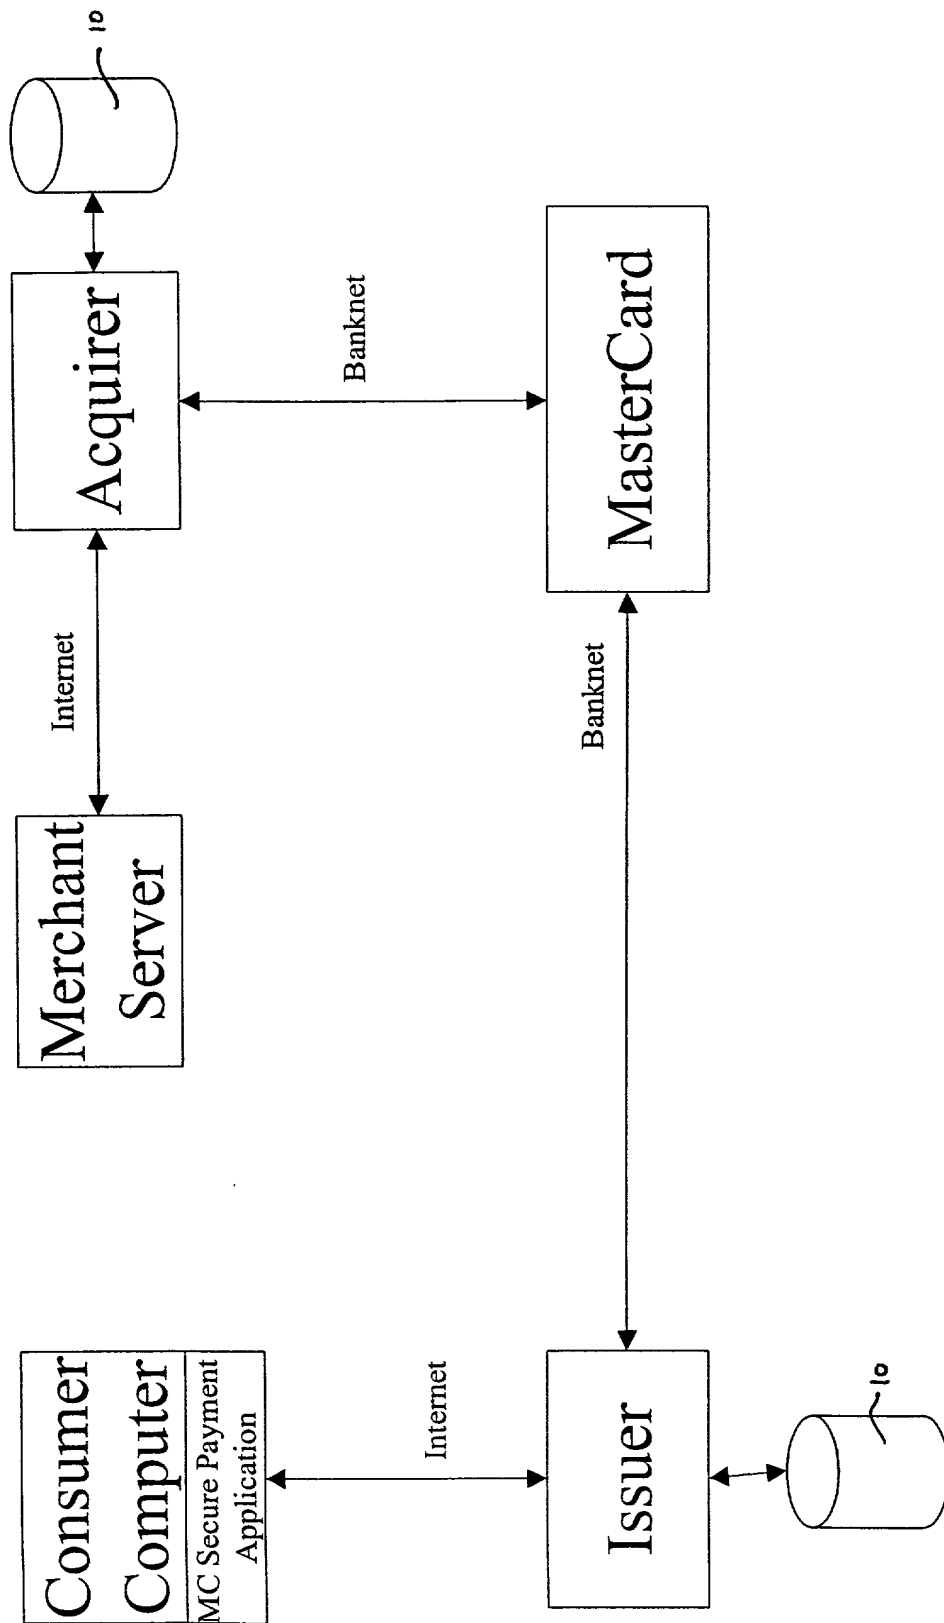 Consumer
Computer
MC Secure Payment
Application
Merchant
Server
Internet
Acquirer
10
Internet
Banknet
Issuer
Banknet
MasterCard
10